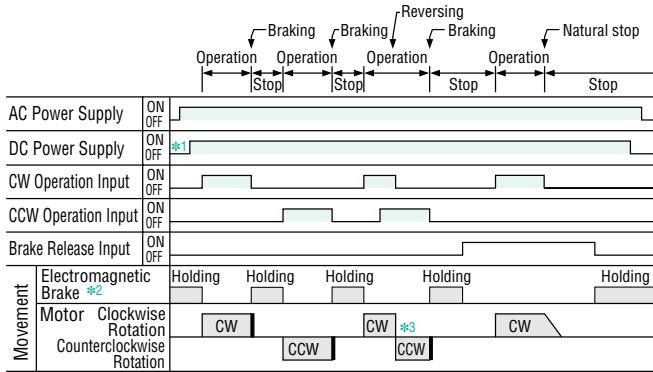 Reversing
Braking Braking Braking Natural stop
Operation Operation Operation Operation
Stop Stop Stop Stop
AC Power Supply ON OFF
DC Power Supply ON OFF *1
CW Operation Input ON OFF
CCW Operation Input ON OFF
Brake Release Input ON OFF
Movement
Electromagnetic Brake *2 Holding Holding Holding Holding Holding
Motor Clockwise Rotation CW CW *3 CW
Counterclockwise Rotation CCW CCW